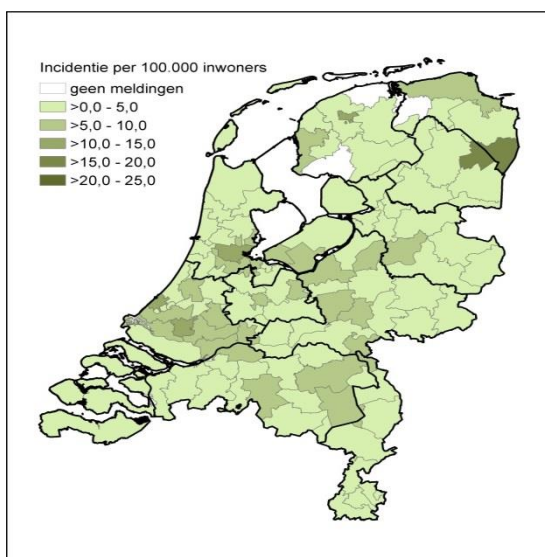 Incidentie per 100.000 inwoners
geen meldingen
>0,0 - 5,0
>5,0 - 10,0
>10,0 - 15,0
>15,0 - 20,0
>20,0 - 25,0